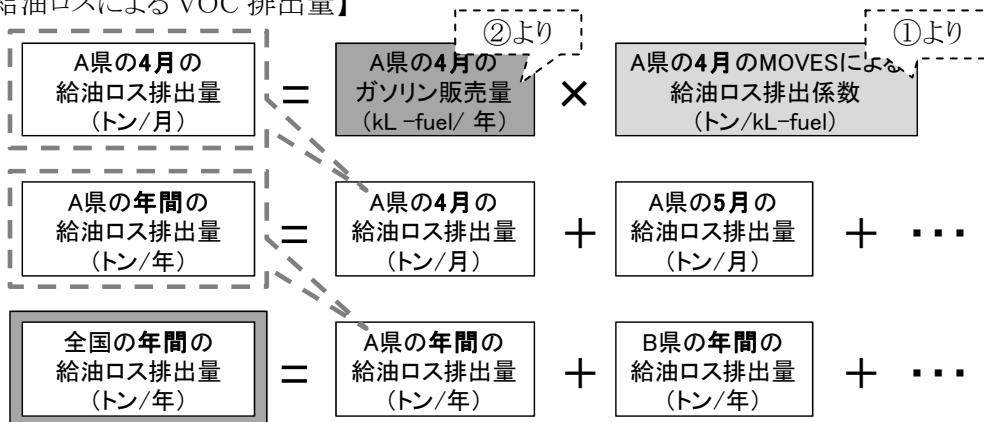 給油ロスによる VOC 排出量】
②より
①より
A県の4月の
給油ロス排出量
(トン/月)
=
A県の4月の
ガソリン販売量
(kL -fuel/ 年)
×
A県の4月のMOVESによる
給油ロス排出係数
(トン/kL-fuel)
A県の年間の
給油ロス排出量
(トン/年)
=
A県の4月の
給油ロス排出量
(トン/月)
+
A県の5月の
給油ロス排出量
(トン/月)
+ ・・・
全国の年間の
給油ロス排出量
(トン/年)
=
A県の年間の
給油ロス排出量
(トン/年)
+
B県の年間の
給油ロス排出量
(トン/年)
+ ・・・